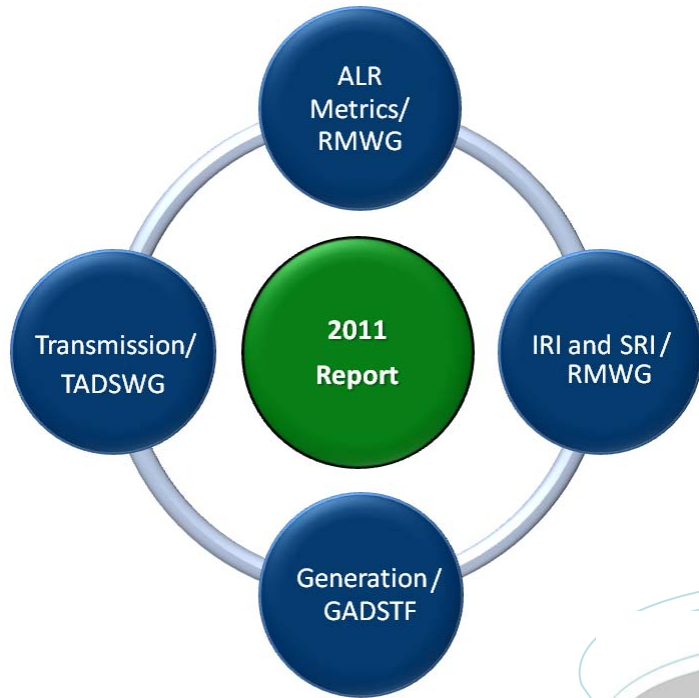 ALR
Metrics/
RMWG
Transmission/
TADSWG
2011
Report
IRI and SRI /
RMWG
Generation /
GADSTF